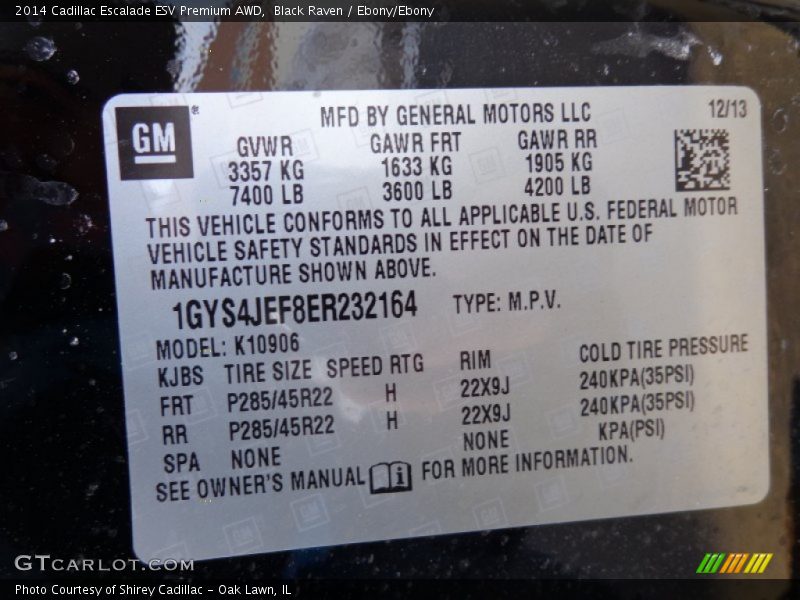 2014 Cadillac Escalade ESV Premium AWD, Black Raven / Ebony/Ebony
GM ®
MFD BY GENERAL MOTORS LLC 12/13
GVWR GAWR FRT GAWR RR
3357 KG 1633 KG 1905 KG
7400 LB 3600 LB 4200 LB
THIS VEHICLE CONFORMS TO ALL APPLICABLE U.S. FEDERAL MOTOR
VEHICLE SAFETY STANDARDS IN EFFECT ON THE DATE OF
MANUFACTURE SHOWN ABOVE.
1GYS4JEF8ER232164 TYPE: M.P.V.
MODEL: K10906
KJBS TIRE SIZE SPEED RTG RIM COLD TIRE PRESSURE
FRT P285/45R22 H 22X9J 240KPA(35PSI)
RR P285/45R22 H 22X9J 240KPA(35PSI)
SPA NONE NONE KPA(PSI)
SEE OWNER'S MANUAL i FOR MORE INFORMATION.
GTCARLOT.COM
Photo Courtesy of Shirey Cadillac - Oak Lawn, IL